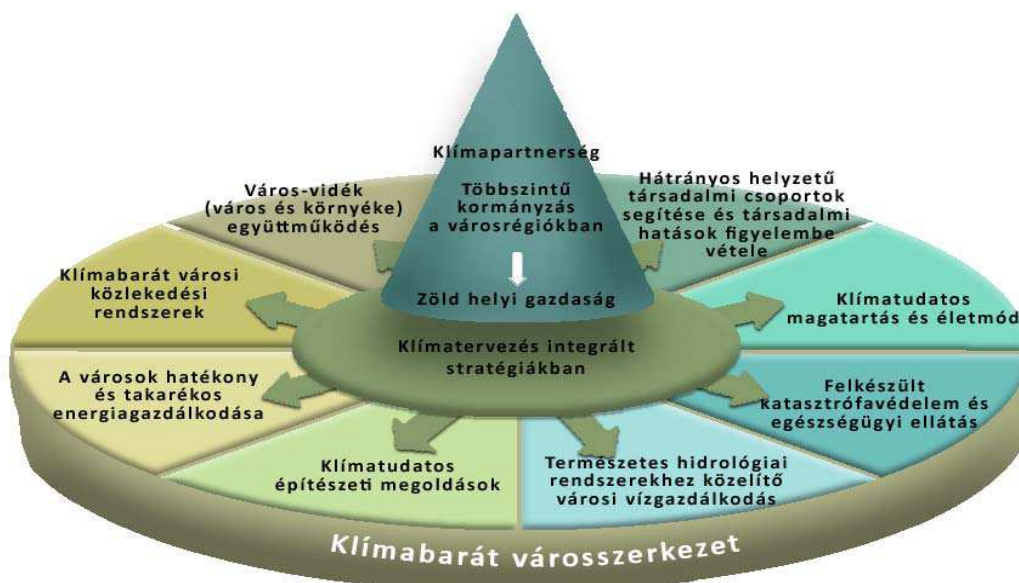 Klímapartnerség
Többszintű
kormányzás
a városrégiókban
Zöld helyi gazdaság
Klímatervezés integrált
stratégiákban
Város-vidék
(város és környéke)
együttműködés
Hátrányos helyzetű
társadalmi csoportok
segítése és társadalmi
hatások figyelembe
vétele
Klímabarát városi
közlekedési
rendszerek
Klímatudatos
magatartás és életmód
A városok hatékony
és takarékos
energiagazdálkodása
Felkészült
katasztrófavédelem és
egészségügyi ellátás
Klímatudatos
építészeti megoldások
Természetes hidrológiai
rendszerekhez közelítő
városi vízgazdálkodás
Klímabarát városszerkezet